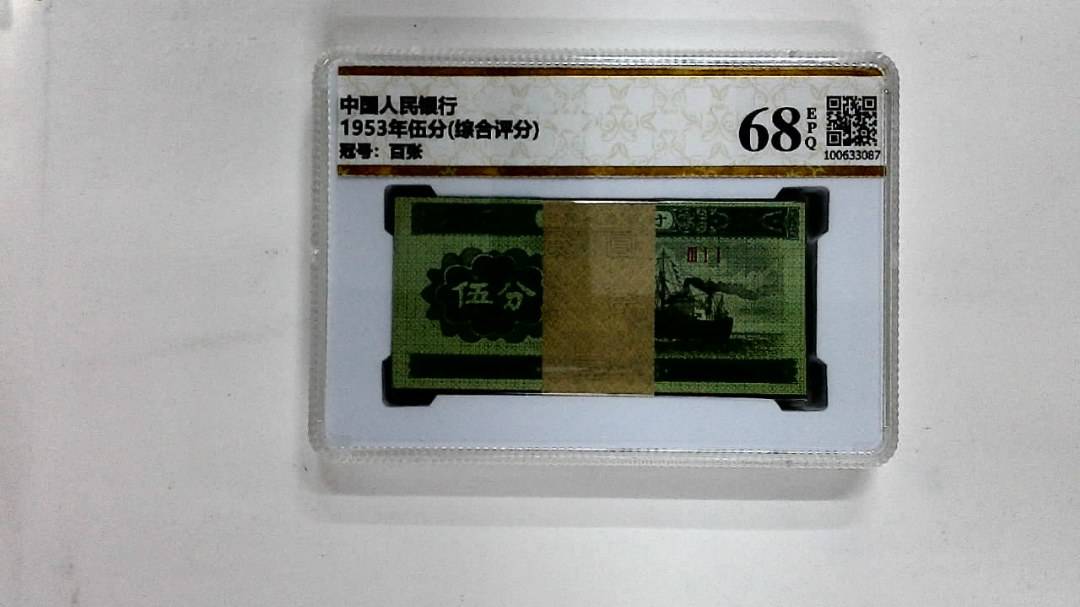 中国人民银行
1953年伍分(综合评分)
冠号：百张
68
EPQ
100633087
伍分